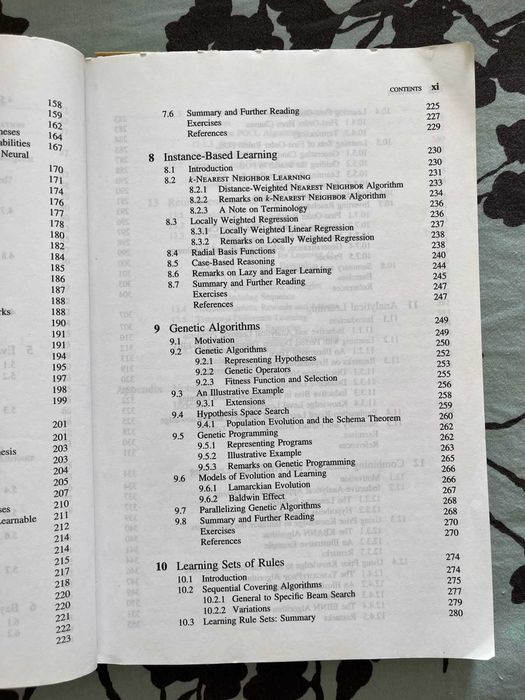 158
159
162
heses 164
abilities 167
Neural
170
171
174
176
177
178
180
182
184
185
186
187
188
rks 188
190
191
191
194
195
197
198
199
201
201
203
esis 203
204
205
207
ses 210
earnable 211
212
214
214
215
217
218
220
220
221
222
223
CONTENTS xi
7.6 Summary and Further Reading 225
Exercises 227
References 229
8 Instance-Based Learning 230
8.1 Introduction 230
8.2 k-NEAREST NEIGHBOR LEARNING 231
8.2.1 Distance-Weighted NEAREST NEIGHBOR Algorithm 233
8.2.2 Remarks on k-NEAREST NEIGHBOR Algorithm 234
8.2.3 A Note on Terminology 236
8.3 Locally Weighted Regression 236
8.3.1 Locally Weighted Linear Regression 237
8.3.2 Remarks on Locally Weighted Regression 238
8.4 Radial Basis Functions 238
8.5 Case-Based Reasoning 240
8.6 Remarks on Lazy and Eager Learning 244
8.7 Summary and Further Reading 245
Exercises 247
References 247
9 Genetic Algorithms 249
9.1 Motivation 249
9.2 Genetic Algorithms 250
9.2.1 Representing Hypotheses 252
9.2.2 Genetic Operators 253
9.2.3 Fitness Function and Selection 255
9.3 An Illustrative Example 256
9.3.1 Extensions 258
9.4 Hypothesis Space Search 259
9.4.1 Population Evolution and the Schema Theorem 260
9.5 Genetic Programming 262
9.5.1 Representing Programs 262
9.5.2 Illustrative Example 263
9.5.3 Remarks on Genetic Programming 265
9.6 Models of Evolution and Learning 266
9.6.1 Lamarckian Evolution 266
9.6.2 Baldwin Effect 267
9.7 Parallelizing Genetic Algorithms 268
9.8 Summary and Further Reading 268
Exercises 270
References 270
10 Learning Sets of Rules 274
10.1 Introduction 274
10.2 Sequential Covering Algorithms 275
10.2.1 General to Specific Beam Search 277
10.2.2 Variations 279
10.3 Learning Rule Sets: Summary 280